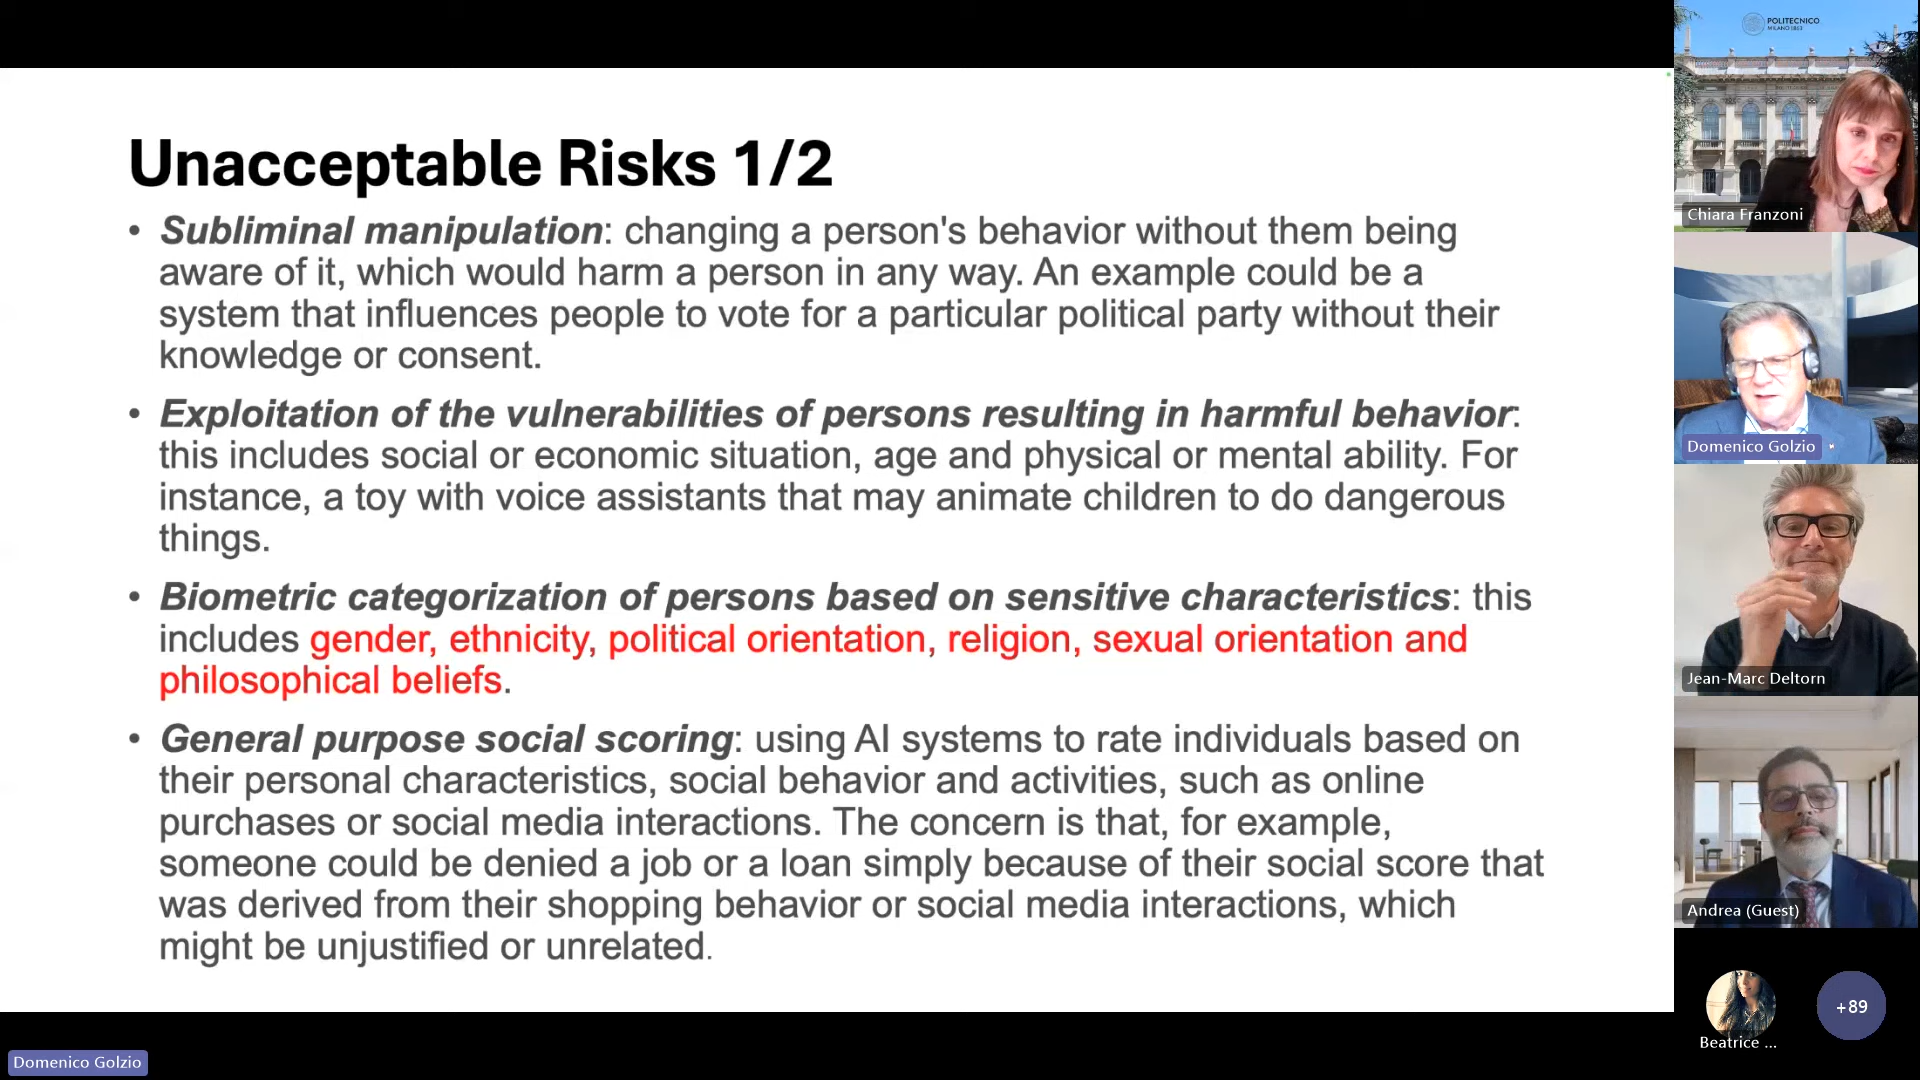 Unacceptable Risks 1/2
• Subliminal manipulation: changing a person's behavior without them being
aware of it, which would harm a person in any way. An example could be a
system that influences people to vote for a particular political party without their
knowledge or consent.
• Exploitation of the vulnerabilities of persons resulting in harmful behavior:
this includes social or economic situation, age and physical or mental ability. For
instance, a toy with voice assistants that may animate children to do dangerous
things.
• Biometric categorization of persons based on sensitive characteristics: this
includes gender, ethnicity, political orientation, religion, sexual orientation and
philosophical beliefs.
• General purpose social scoring: using AI systems to rate individuals based on
their personal characteristics, social behavior and activities, such as online
purchases or social media interactions. The concern is that, for example,
someone could be denied a job or a loan simply because of their social score that
was derived from their shopping behavior or social media interactions, which
might be unjustified or unrelated.
Domenico Golzio
POLITECNICO
MILANO 1863
Chiara Franzoni
Domenico Golzio
Jean-Marc Deltorn
Andrea (Guest)
Beatrice ...
+89